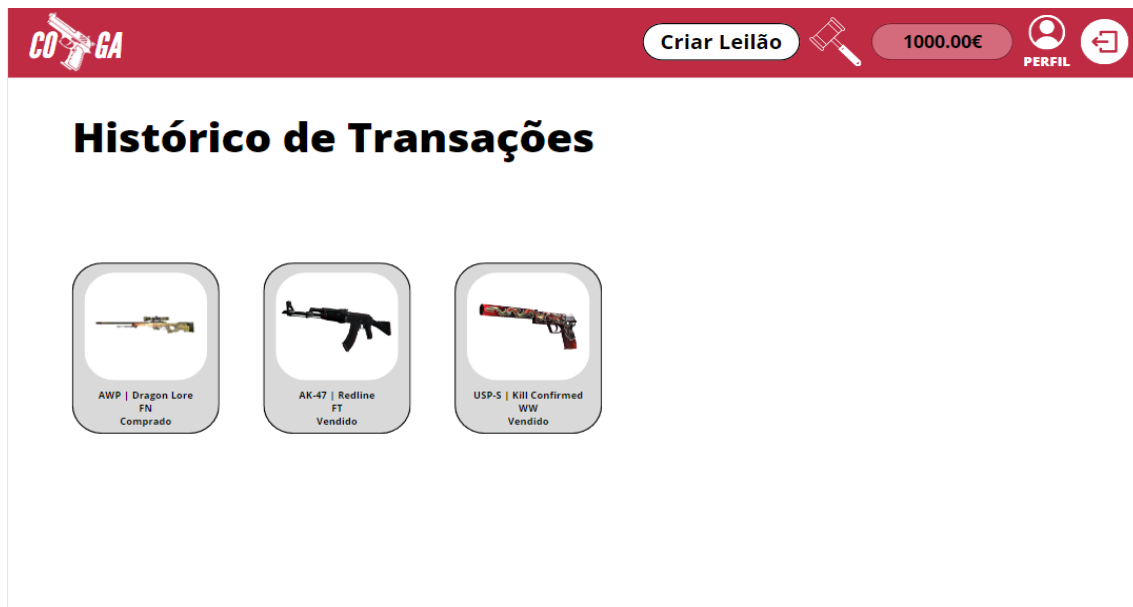 CO GA
Criar Leilão
1000.00€
PERFIL
Histórico de Transações
AWP | Dragon Lore
FN
Comprado
AK-47 | Redline
FT
Vendido
USP-S | Kill Confirmed
WW
Vendido